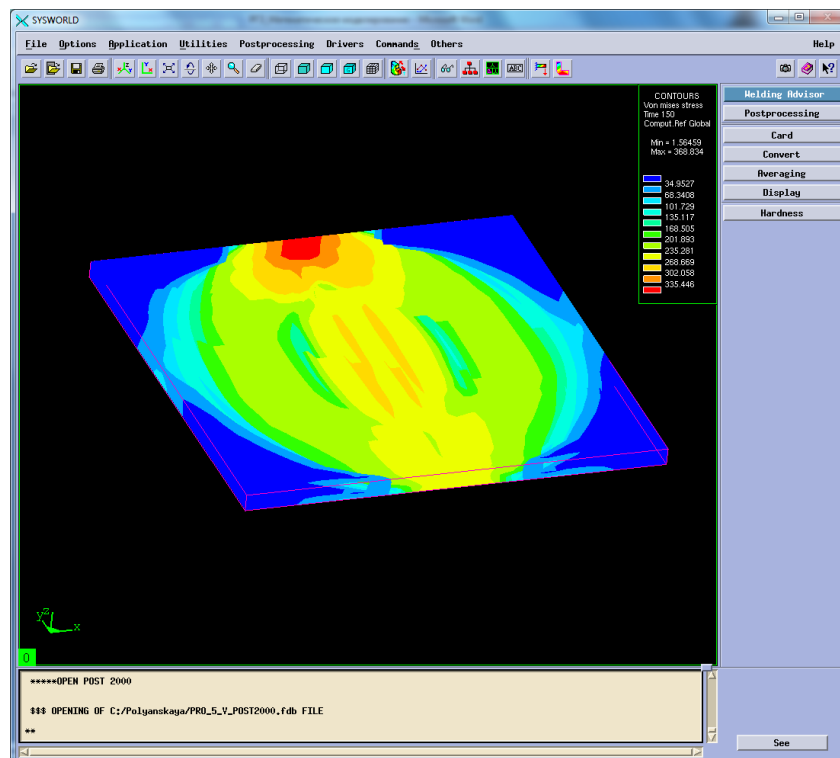 SYSWORLD
File Options Application Utilities Postprocessing Drivers Commands Others Help
ABC
CONTOURS
Von mises stress
Time 150
Comput.Ref Global
Min = 1.56459
Max = 368.834
34.9527
68.3408
101.729
135.117
168.505
201.893
235.281
268.669
302.058
335.446
Welding Advisor
Postprocessing
Card
Convert
Averaging
Display
Hardness
Z
Y
X
0
*****OPEN POST 2000
$$$ OPENING OF C:/Polyanskaya/PRO_5_V_POST2000.fdb FILE
**
See